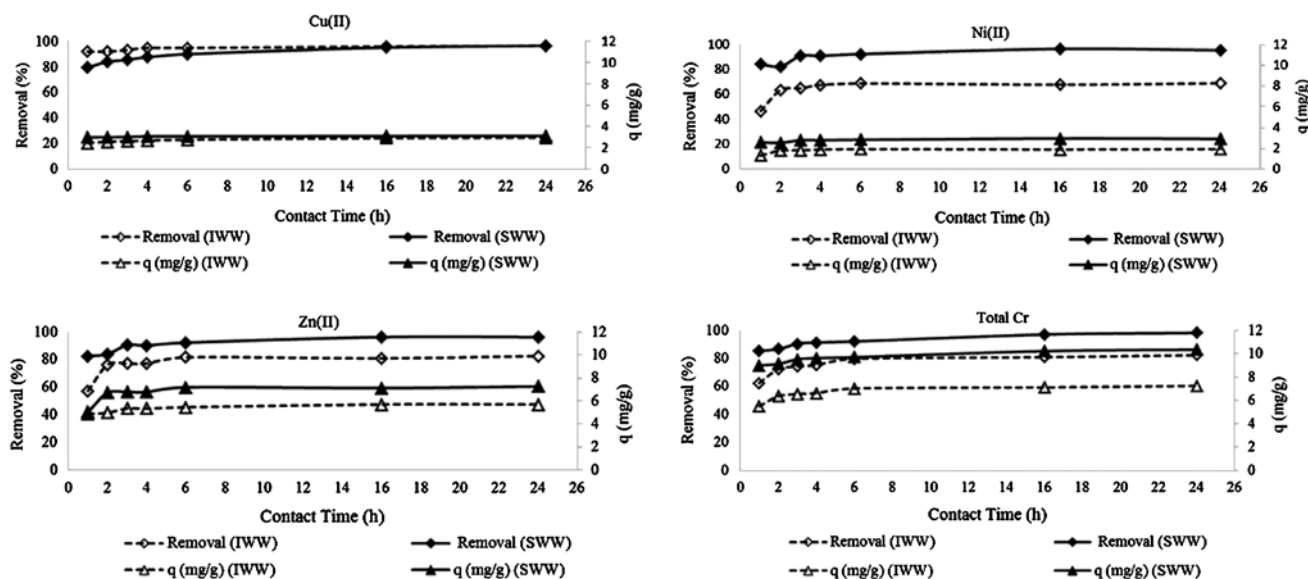 Cu(II)
100
80
60
40
20
0
Removal (%)
12
10
8
6
4
2
0
q (mg/g)
0 2 4 6 8 10 12 14 16 18 20 22 24 26
Contact Time (h)
Removal (IWW) Removal (SWW)
q (mg/g) (IWW) q (mg/g) (SWW)
Ni(II)
100
80
60
40
20
0
Removal (%)
12
10
8
6
4
2
0
q (mg/g)
0 2 4 6 8 10 12 14 16 18 20 22 24 26
Contact Time (h)
Removal (IWW) Removal (SWW)
q (mg/g) (IWW) q (mg/g) (SWW)
Zn(II)
100
80
60
40
20
0
Removal (%)
12
10
8
6
4
2
0
q (mg/g)
0 2 4 6 8 10 12 14 16 18 20 22 24 26
Contact Time (h)
Removal (IWW) Removal (SWW)
q (mg/g) (IWW) q (mg/g) (SWW)
Total Cr
100
80
60
40
20
0
Removal (%)
12
10
8
6
4
2
0
q (mg/g)
0 2 4 6 8 10 12 14 16 18 20 22 24 26
Contact Time (h)
Removal (IWW) Removal (SWW)
q (mg/g) (IWW) q (mg/g) (SWW)